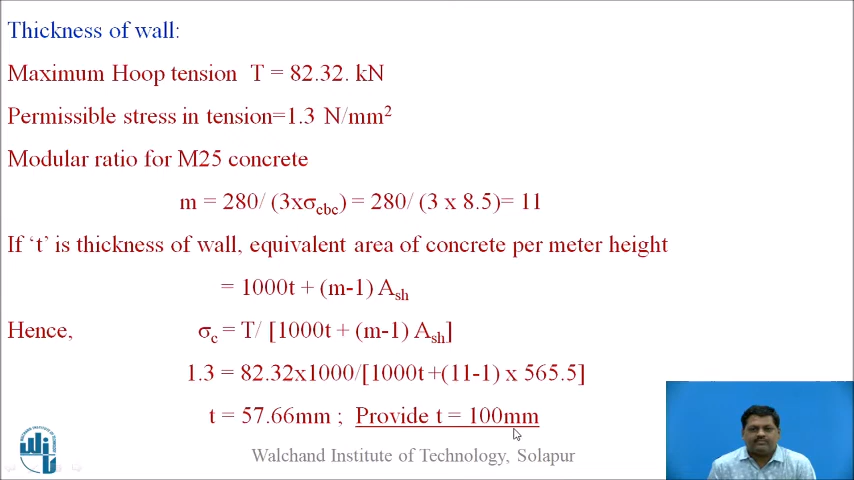 Thickness of wall:
Maximum Hoop tension T = 82.32. kN
Permissible stress in tension=1.3 N/mm²
Modular ratio for M25 concrete
m = 280/ (3xσcbc) = 280/ (3 x 8.5)= 11
If ‘t’ is thickness of wall, equivalent area of concrete per meter height
= 1000t + (m-1) Ash
Hence, σc = T/ [1000t + (m-1) Ash]
1.3 = 82.32x1000/[1000t +(11-1) x 565.5]
t = 57.66mm ; Provide t = 100mm
Walchand Institute of Technology, Solapur